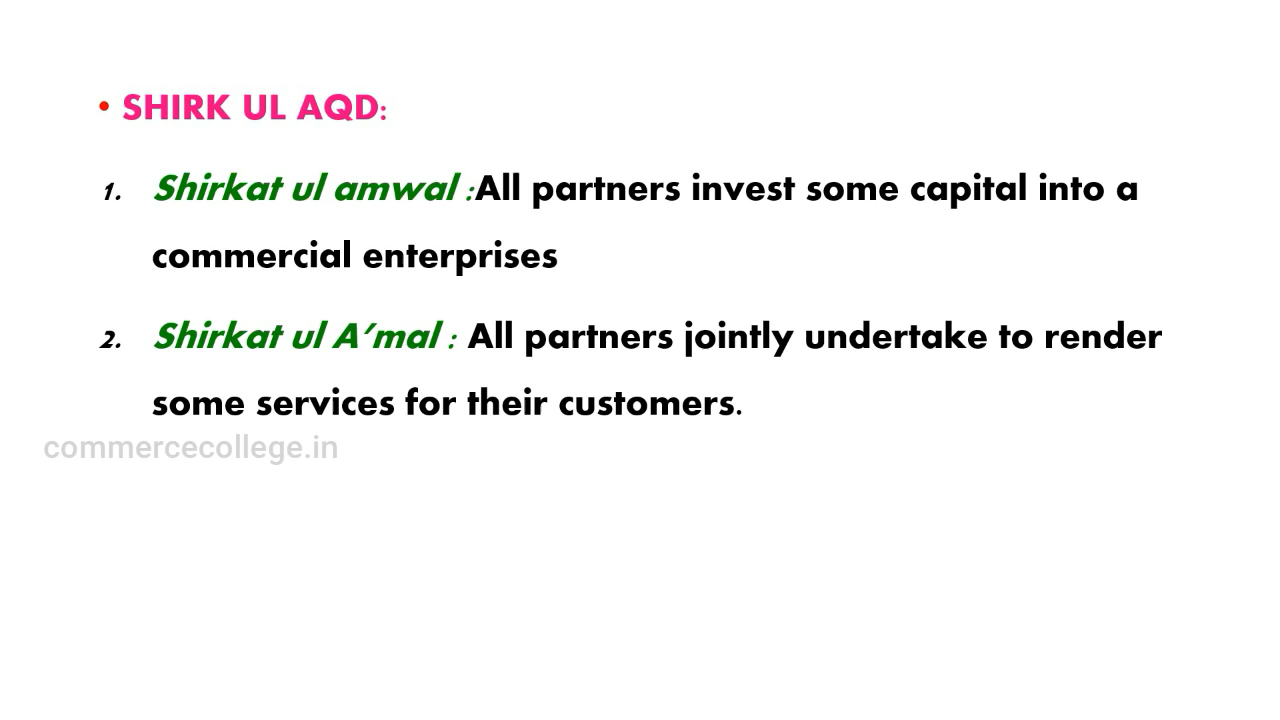 • SHIRK UL AQD:
1. Shirkat ul amwal :All partners invest some capital into a
commercial enterprises
2. Shirkat ul A’mal : All partners jointly undertake to render
some services for their customers.
commercecollege.in